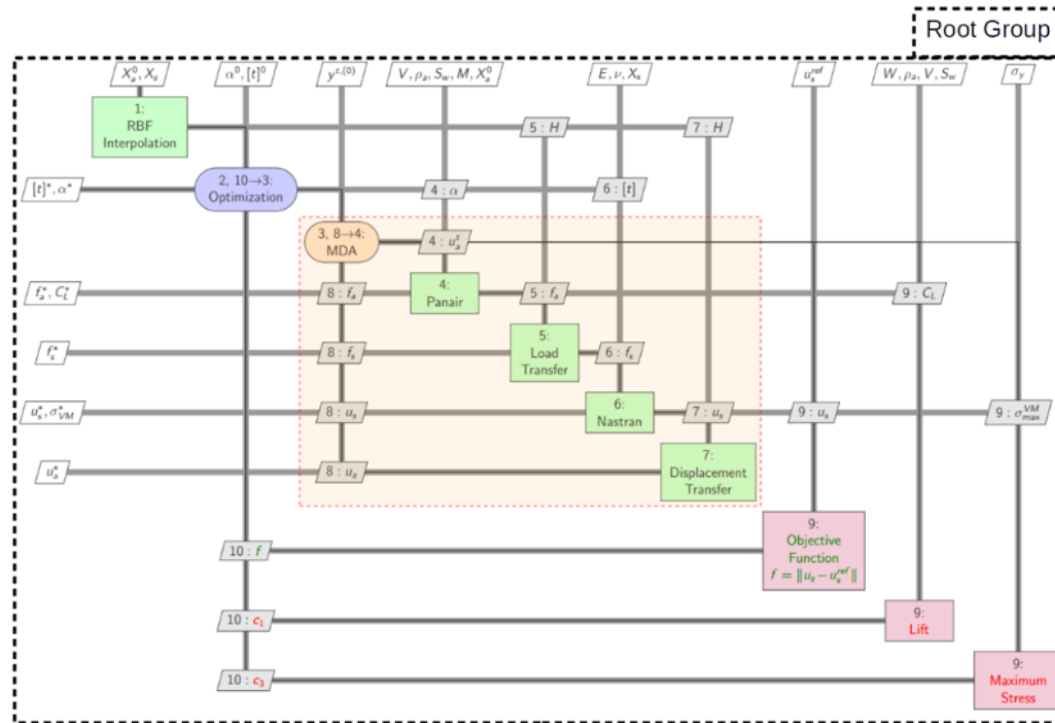 Root Group
X_a^0, X_s
α^0, [t]^0
y^{t,(0)}
V, ρ_a, S_w, M, X_a^0
E, ν, X_s
u_s^{ref}
W, ρ_a, V, S_w
σ_y
1:
RBF
Interpolation
5 : H
7 : H
[t]*, α*
2, 10→3:
Optimization
4 : α
6 : [t]
3, 8→4:
MDA
4 : u_a^t
f_a^*, C_L^*
8 : f_a
4:
Panair
5 : f_a
9 : C_L
f_s^*
8 : f_s
5:
Load
Transfer
6 : f_s
u_s^*, σ_{VM}^*
8 : u_s
6:
Nastran
7 : u_s
9 : u_s
9 : σ_{max}^{VM}
u_a^*
8 : u_a
7:
Displacement
Transfer
10 : f
9:
Objective
Function
f = ‖u_s − u_s^{ref}‖
10 : c_1
9:
Lift
10 : c_3
9:
Maximum
Stress